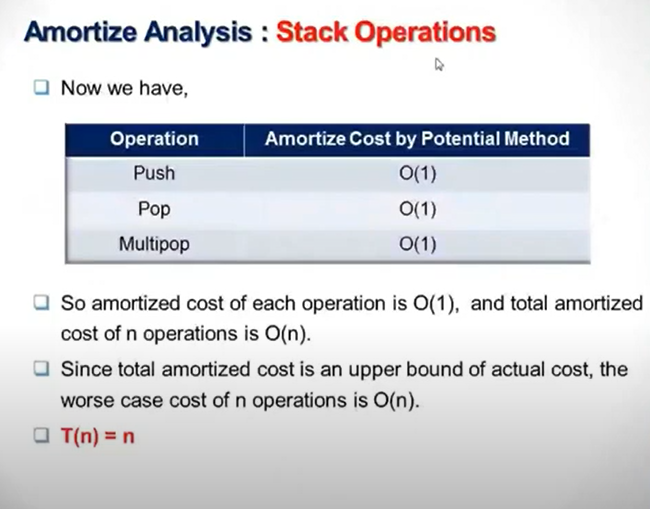 Amortize Analysis : Stack Operations
Now we have,
Operation Amortize Cost by Potential Method
Push O(1)
Pop O(1)
Multipop O(1)
So amortized cost of each operation is O(1), and total amortized
cost of n operations is O(n).
Since total amortized cost is an upper bound of actual cost, the
worse case cost of n operations is O(n).
T(n) = n